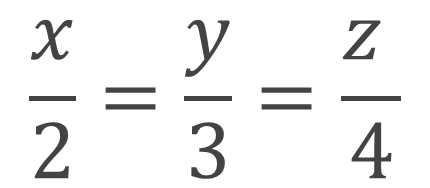 x/2 = y/3 = z/4